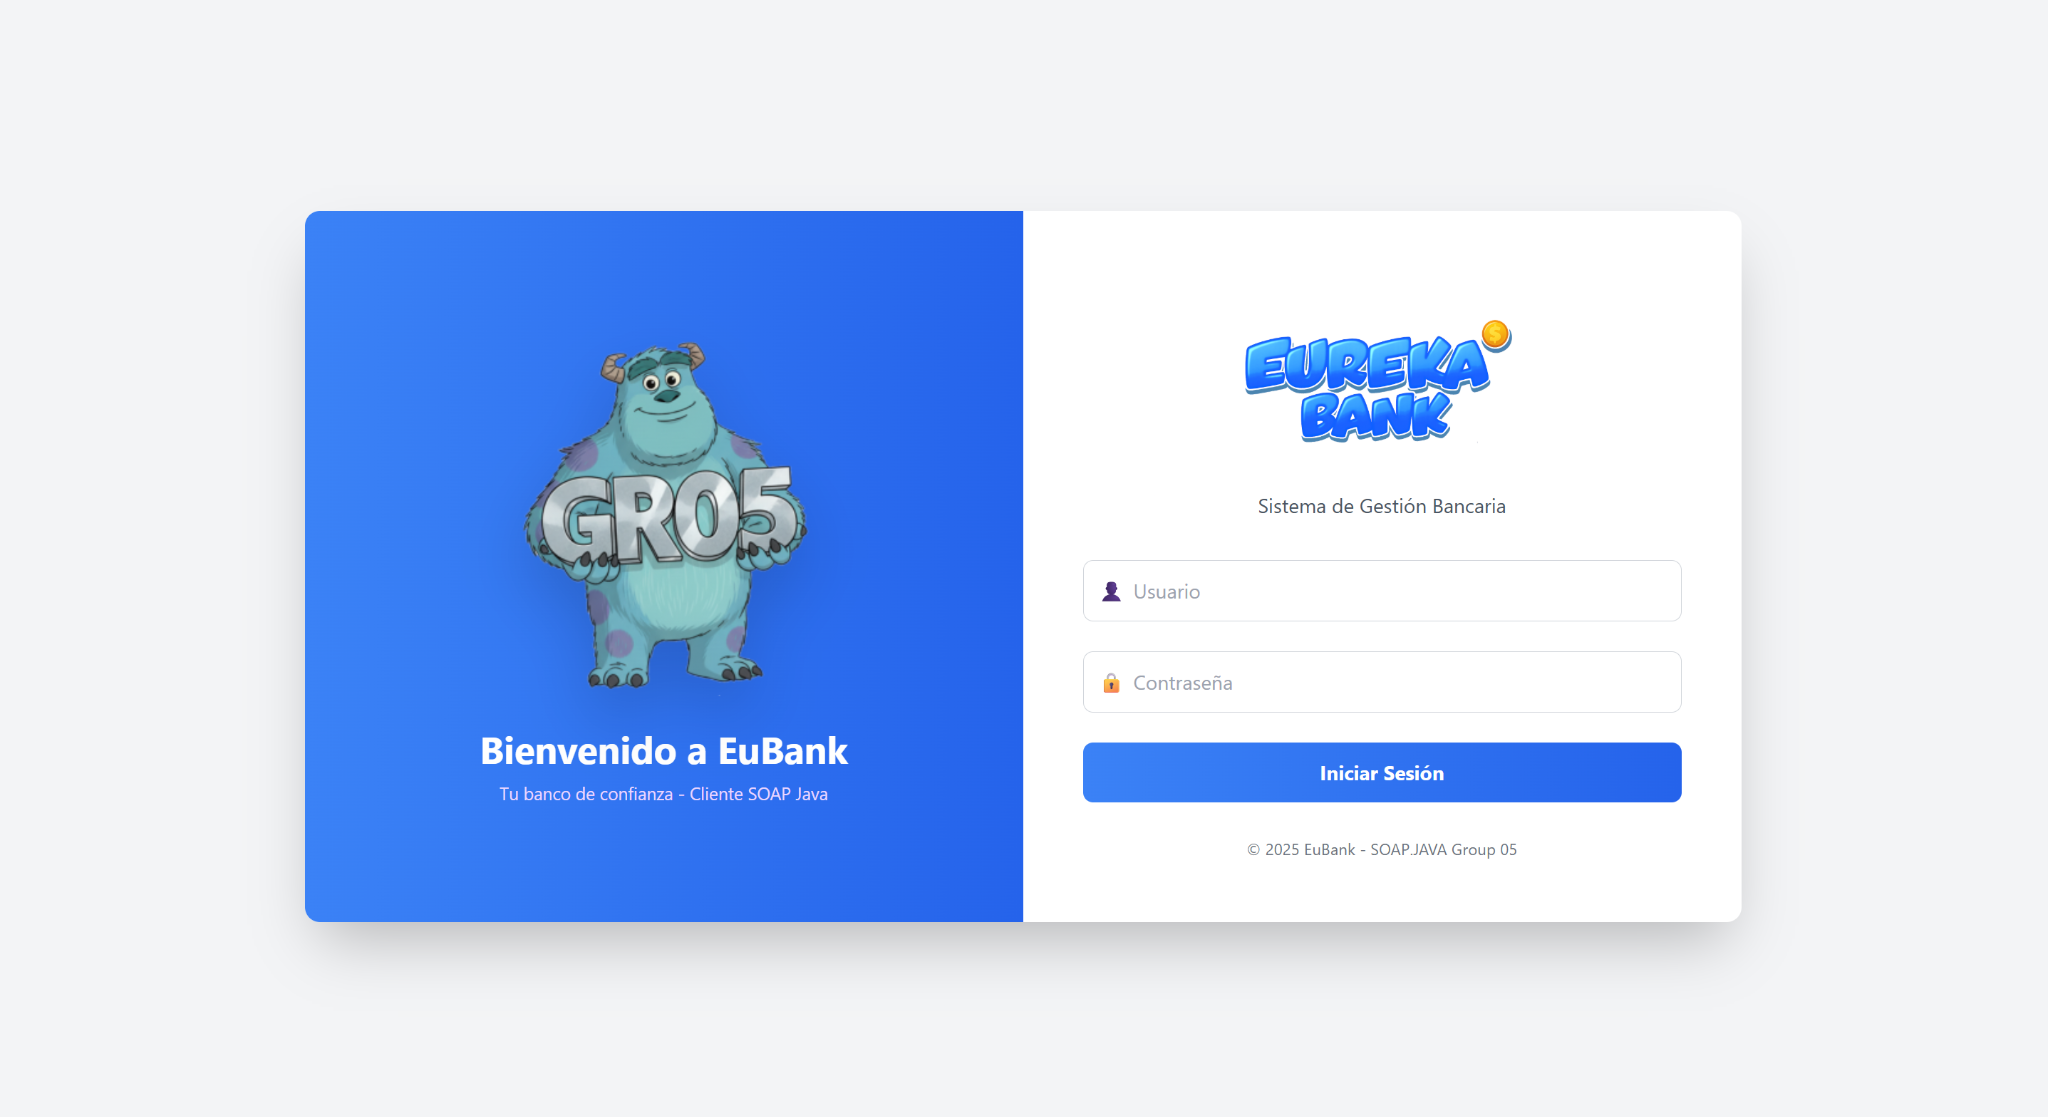 GR05
Bienvenido a EuBank
Tu banco de confianza - Cliente SOAP Java
EUREKA
BANK
$
Sistema de Gestión Bancaria
Usuario
Contraseña
Iniciar Sesión
© 2025 EuBank - SOAP.JAVA Group 05